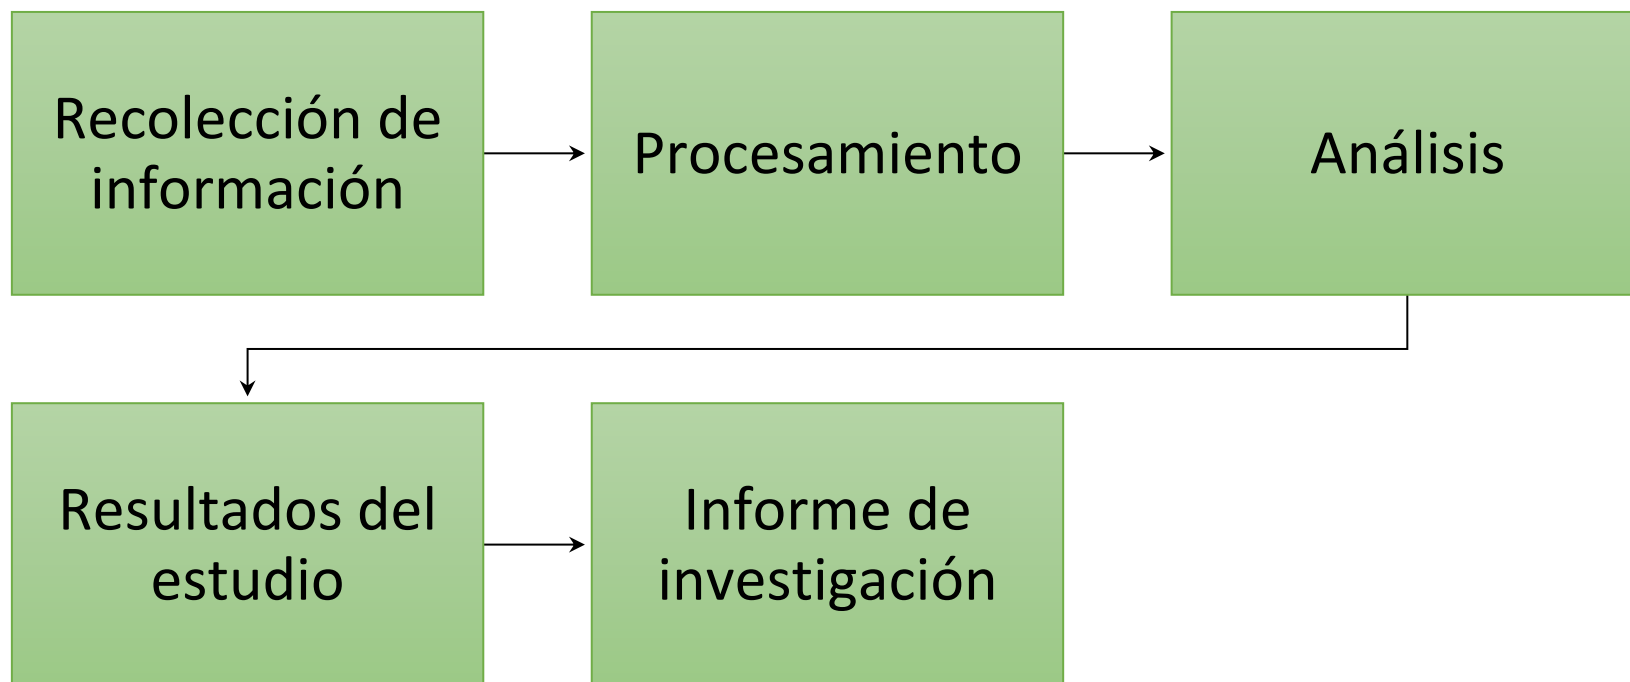 Recolección de
información
Procesamiento
Análisis
Resultados del
estudio
Informe de
investigación